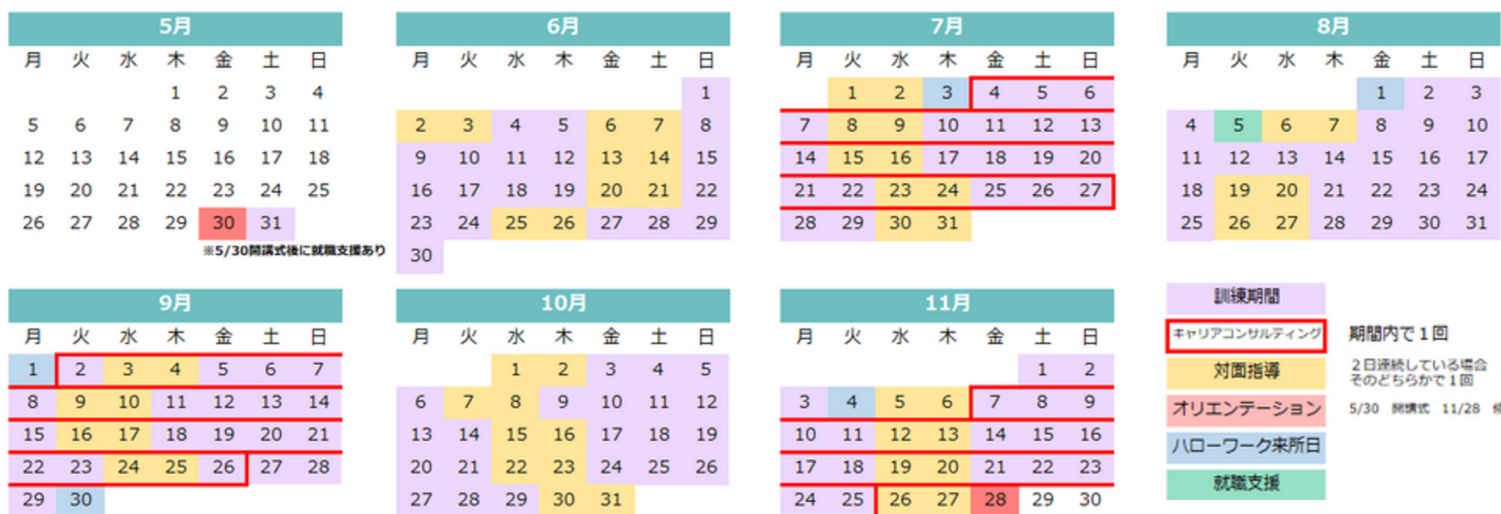 5月
月 火 水 木 金 土 日
1 2 3 4
5 6 7 8 9 10 11
12 13 14 15 16 17 18
19 20 21 22 23 24 25
26 27 28 29 30 31
※5/30開講式後に就職支援あり
6月
月 火 水 木 金 土 日
1
2 3 4 5 6 7 8
9 10 11 12 13 14 15
16 17 18 19 20 21 22
23 24 25 26 27 28 29
30
7月
月 火 水 木 金 土 日
1 2 3 4 5 6
7 8 9 10 11 12 13
14 15 16 17 18 19 20
21 22 23 24 25 26 27
28 29 30 31
8月
月 火 水 木 金 土 日
1 2 3
4 5 6 7 8 9 10
11 12 13 14 15 16 17
18 19 20 21 22 23 24
25 26 27 28 29 30 31
9月
月 火 水 木 金 土 日
1 2 3 4 5 6 7
8 9 10 11 12 13 14
15 16 17 18 19 20 21
22 23 24 25 26 27 28
29 30
10月
月 火 水 木 金 土 日
1 2 3 4 5
6 7 8 9 10 11 12
13 14 15 16 17 18 19
20 21 22 23 24 25 26
27 28 29 30 31
11月
月 火 水 木 金 土 日
1 2
3 4 5 6 7 8 9
10 11 12 13 14 15 16
17 18 19 20 21 22 23
24 25 26 27 28 29 30
訓練期間
キャリアコンサルティング 期間内で1回
対面指導 2日連続している場合
そのどちらかで1回
オリエンテーション 5/30 開講式 11/28
ハローワーク来所日
就職支援